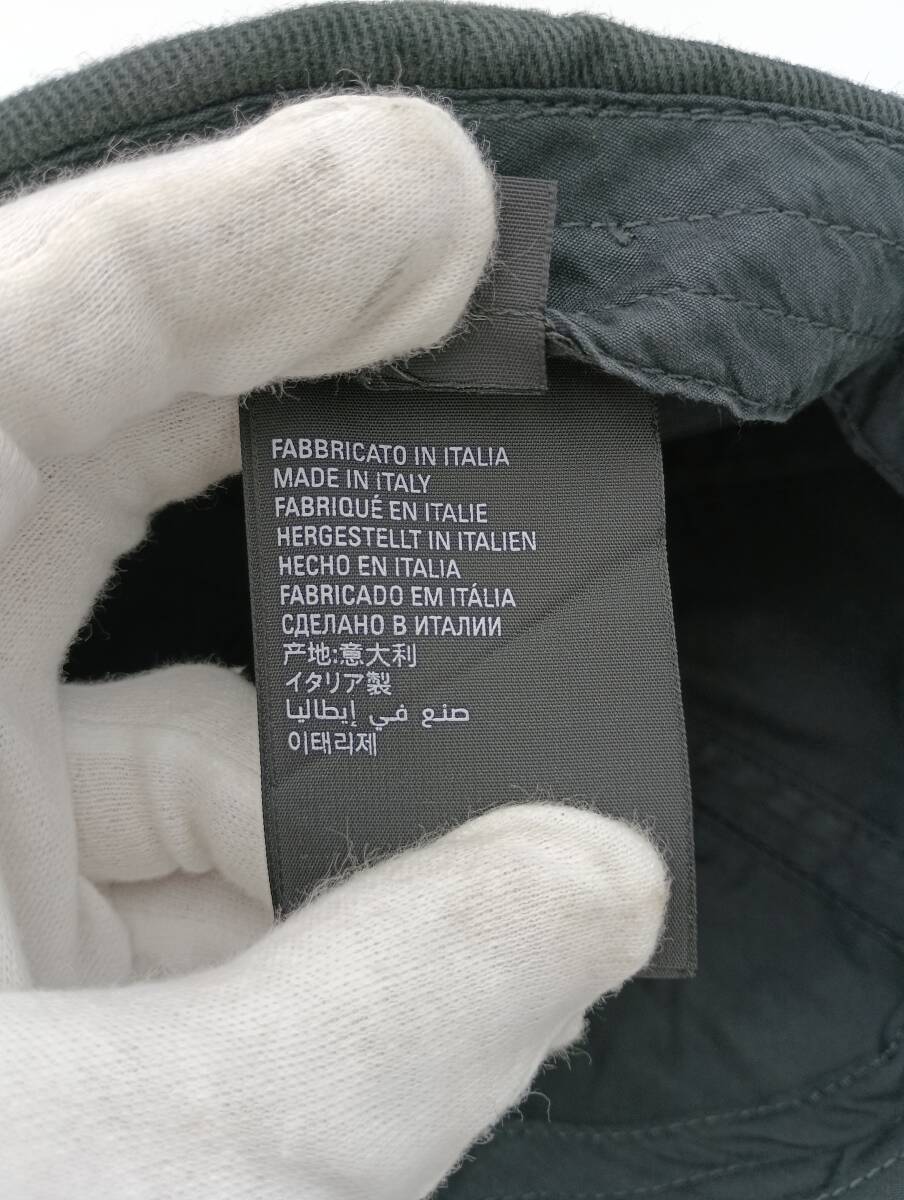 FABBRICATO IN ITALIA
MADE IN ITALY
FABRIQUÉ EN ITALIE
HERGESTELLT IN ITALIEN
HECHO EN ITALIA
FABRICADO EM ITÁLIA
СДЕЛАНО В ИТАЛИИ
产地:意大利
イタリア製
صنع في إيطاليا
이태리제